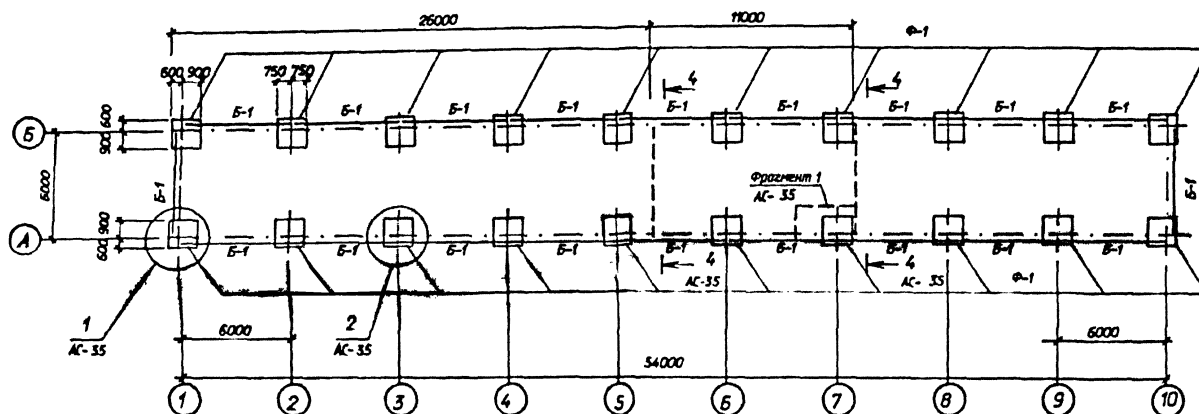 26000 11000 Ф-1
600 900 750 750 4 4
Б-1 Б-1 Б-1 Б-1 Б-1 Б-1 Б-1 Б-1 Б-1
Б 600 900
6000 Б-1 Б-1
Фрагмент 1
АС-35
А 900 600
Б-1 Б-1 Б-1 Б-1 Б-1 Б-1 Б-1 Б-1 Б-1
4 4
АС-35 АС-35 Ф-1
1 6000 2 6000
АС-35 АС-35
54000
1 2 3 4 5 6 7 8 9 10